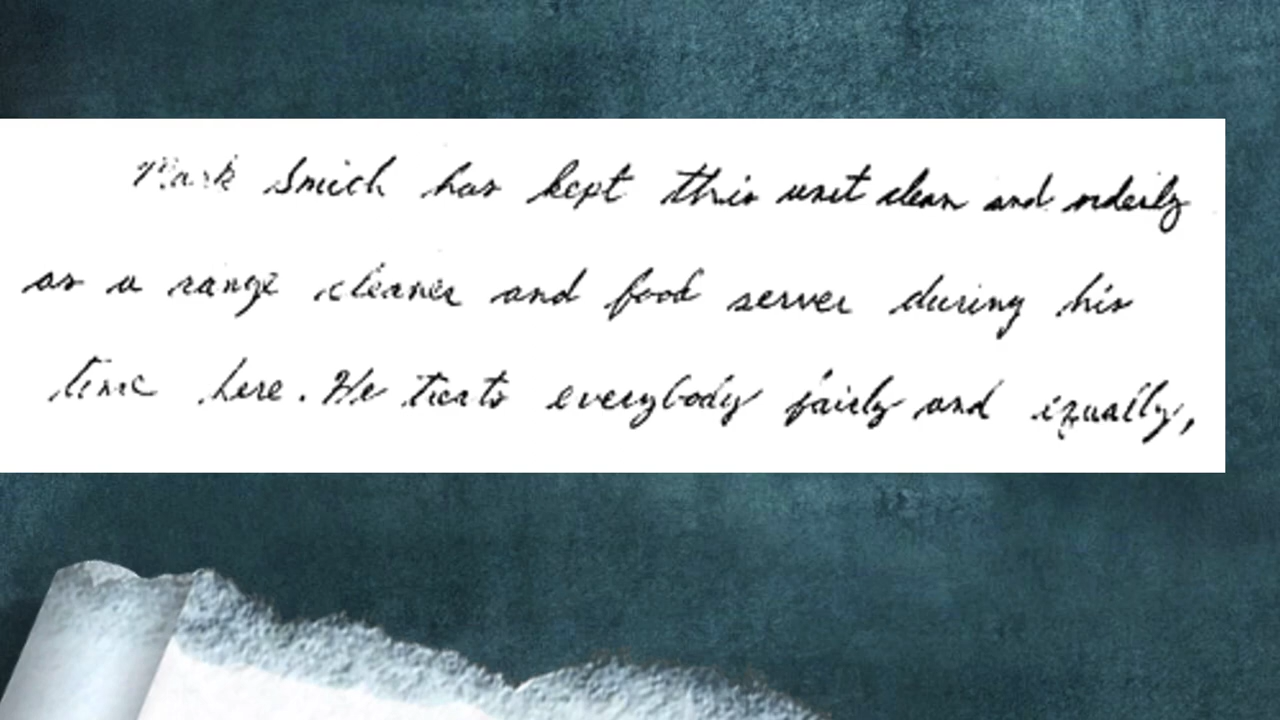 Mark Smich has kept this unit clean and orderly
as a range cleaner and food server during his
time here. He treats everybody fairly and equally,